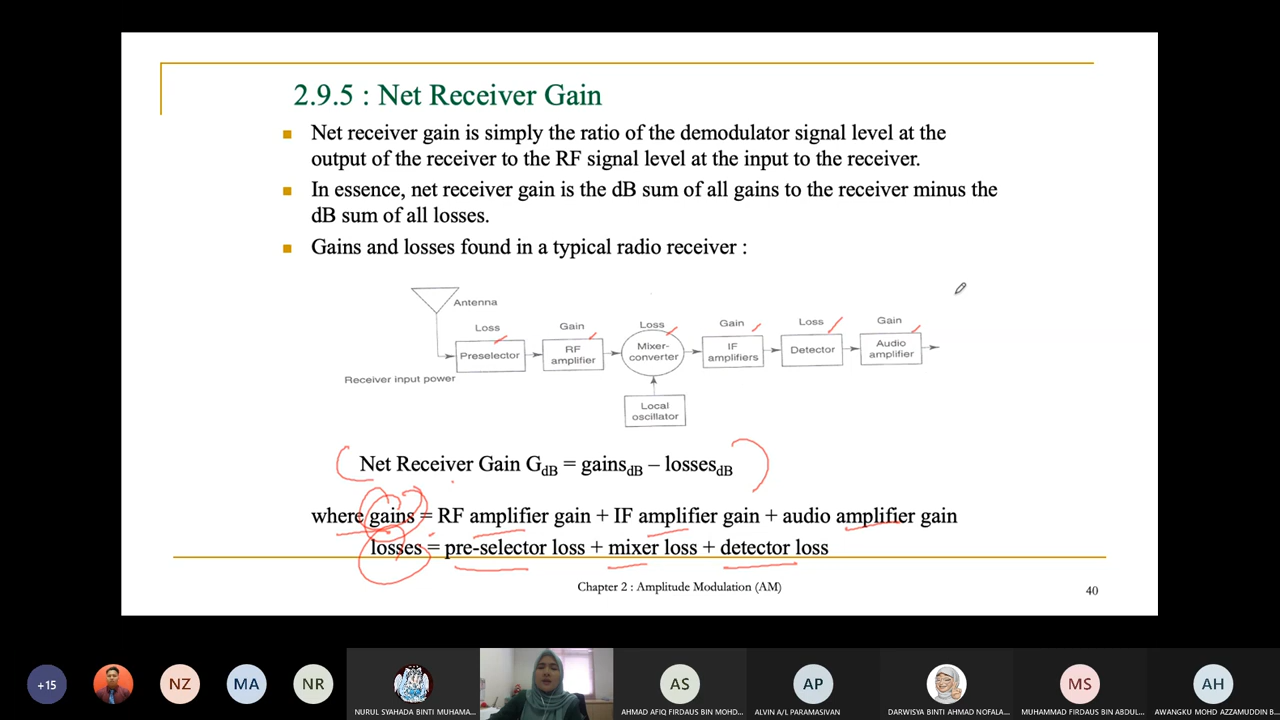 2.9.5 : Net Receiver Gain
Net receiver gain is simply the ratio of the demodulator signal level at the
output of the receiver to the RF signal level at the input to the receiver.
In essence, net receiver gain is the dB sum of all gains to the receiver minus the
dB sum of all losses.
Gains and losses found in a typical radio receiver :
Antenna
Loss
Gain
Loss
Gain
Loss
Gain
Preselector
RF
amplifier
Mixer-
converter
IF
amplifiers
Detector
Audio
amplifier
Receiver input power
Local
oscillator
Net Receiver Gain GdB = gainsdB – lossesdB
where gains = RF amplifier gain + IF amplifier gain + audio amplifier gain
losses = pre-selector loss + mixer loss + detector loss
Chapter 2 : Amplitude Modulation (AM)
40
+15
NZ
MA
NR
AS
AP
MS
AH
NURUL SYAHADA BINTI MUHAMA...
AHMAD AFIQ FIRDAUS BIN MOHD...
ALVIN A/L PARAMASIVAN
DARWISYA BINTI AHMAD NOFALA...
MUHAMMAD FIRDAUS BIN ABDUL...
AWANGKU MOHD AZZAMUDDIN B...